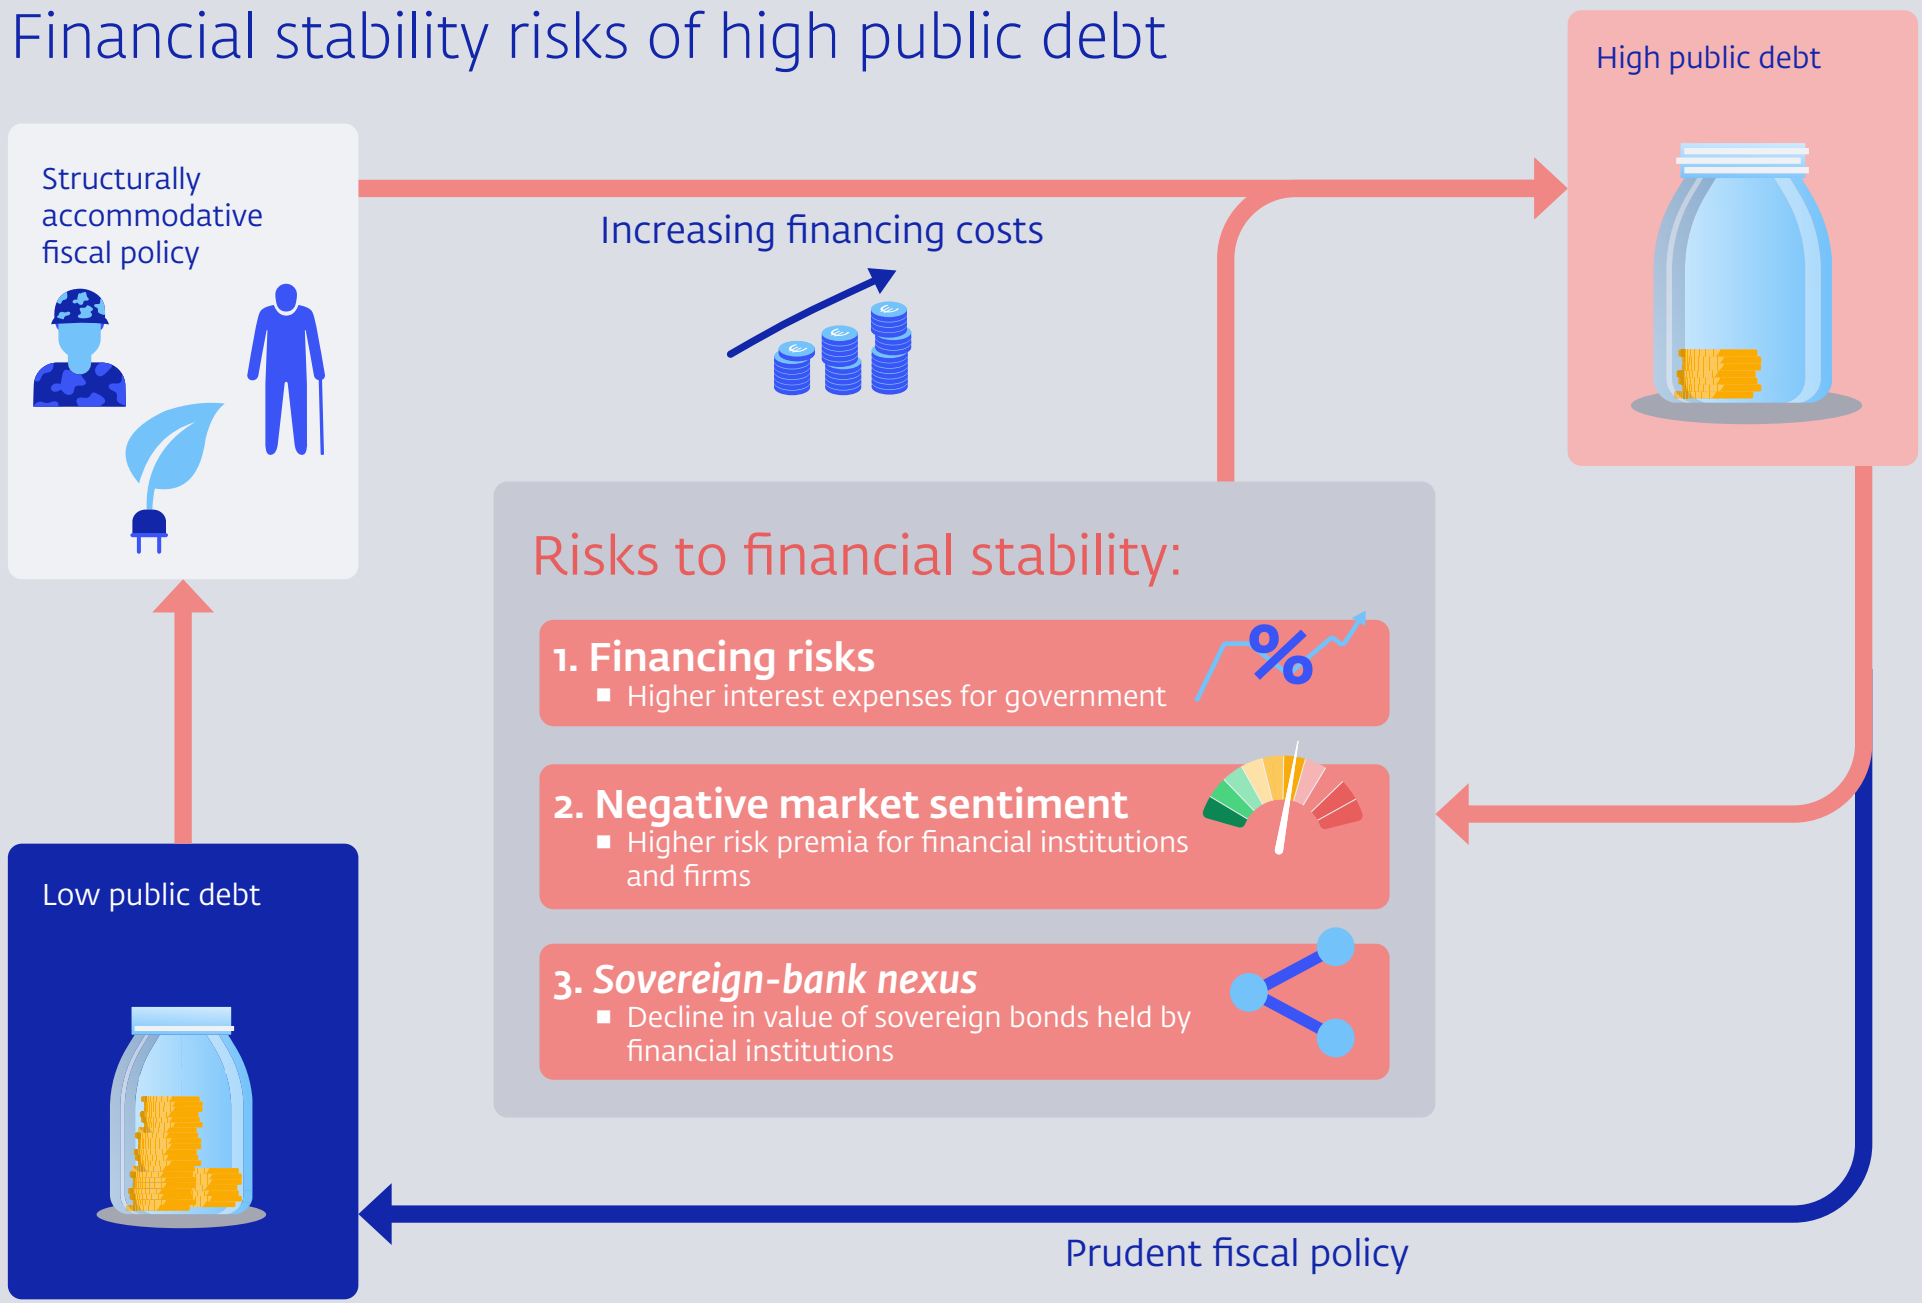 Financial stability risks of high public debt
High public debt
Structurally
accommodative
fiscal policy
Increasing financing costs
Risks to financial stability:
1. Financing risks
■ Higher interest expenses for government
%
2. Negative market sentiment
■ Higher risk premia for financial institutions
and firms
3. Sovereign-bank nexus
■ Decline in value of sovereign bonds held by
financial institutions
Low public debt
Prudent fiscal policy